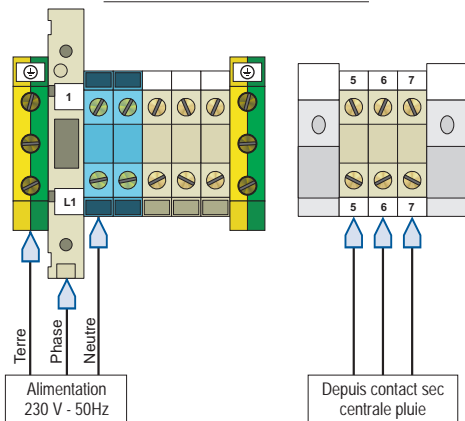 5 6 7
1
L1
5 6 7
Terre
Phase
Neutre
Alimentation
230 V - 50Hz
Depuis contact sec
centrale pluie